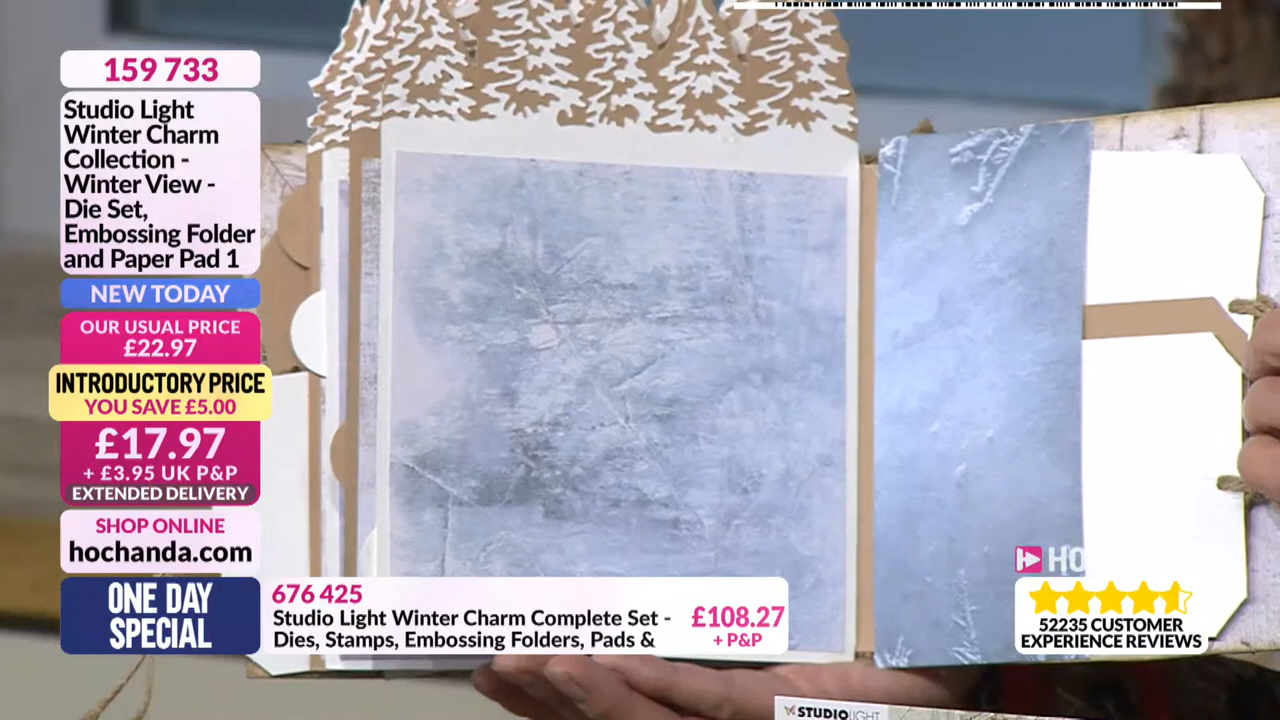 159 733
Studio Light
Winter Charm
Collection -
Winter View -
Die Set,
Embossing Folder
and Paper Pad 1
NEW TODAY
OUR USUAL PRICE
£22.97
INTRODUCTORY PRICE
YOU SAVE £5.00
£17.97
+ £3.95 UK P&P
EXTENDED DELIVERY
SHOP ONLINE
hochanda.com
ONE DAY
SPECIAL
676 425
Studio Light Winter Charm Complete Set -
Dies, Stamps, Embossing Folders, Pads &
£108.27
+ P&P
HO
52235 CUSTOMER
EXPERIENCE REVIEWS
STUDIOLIGHT